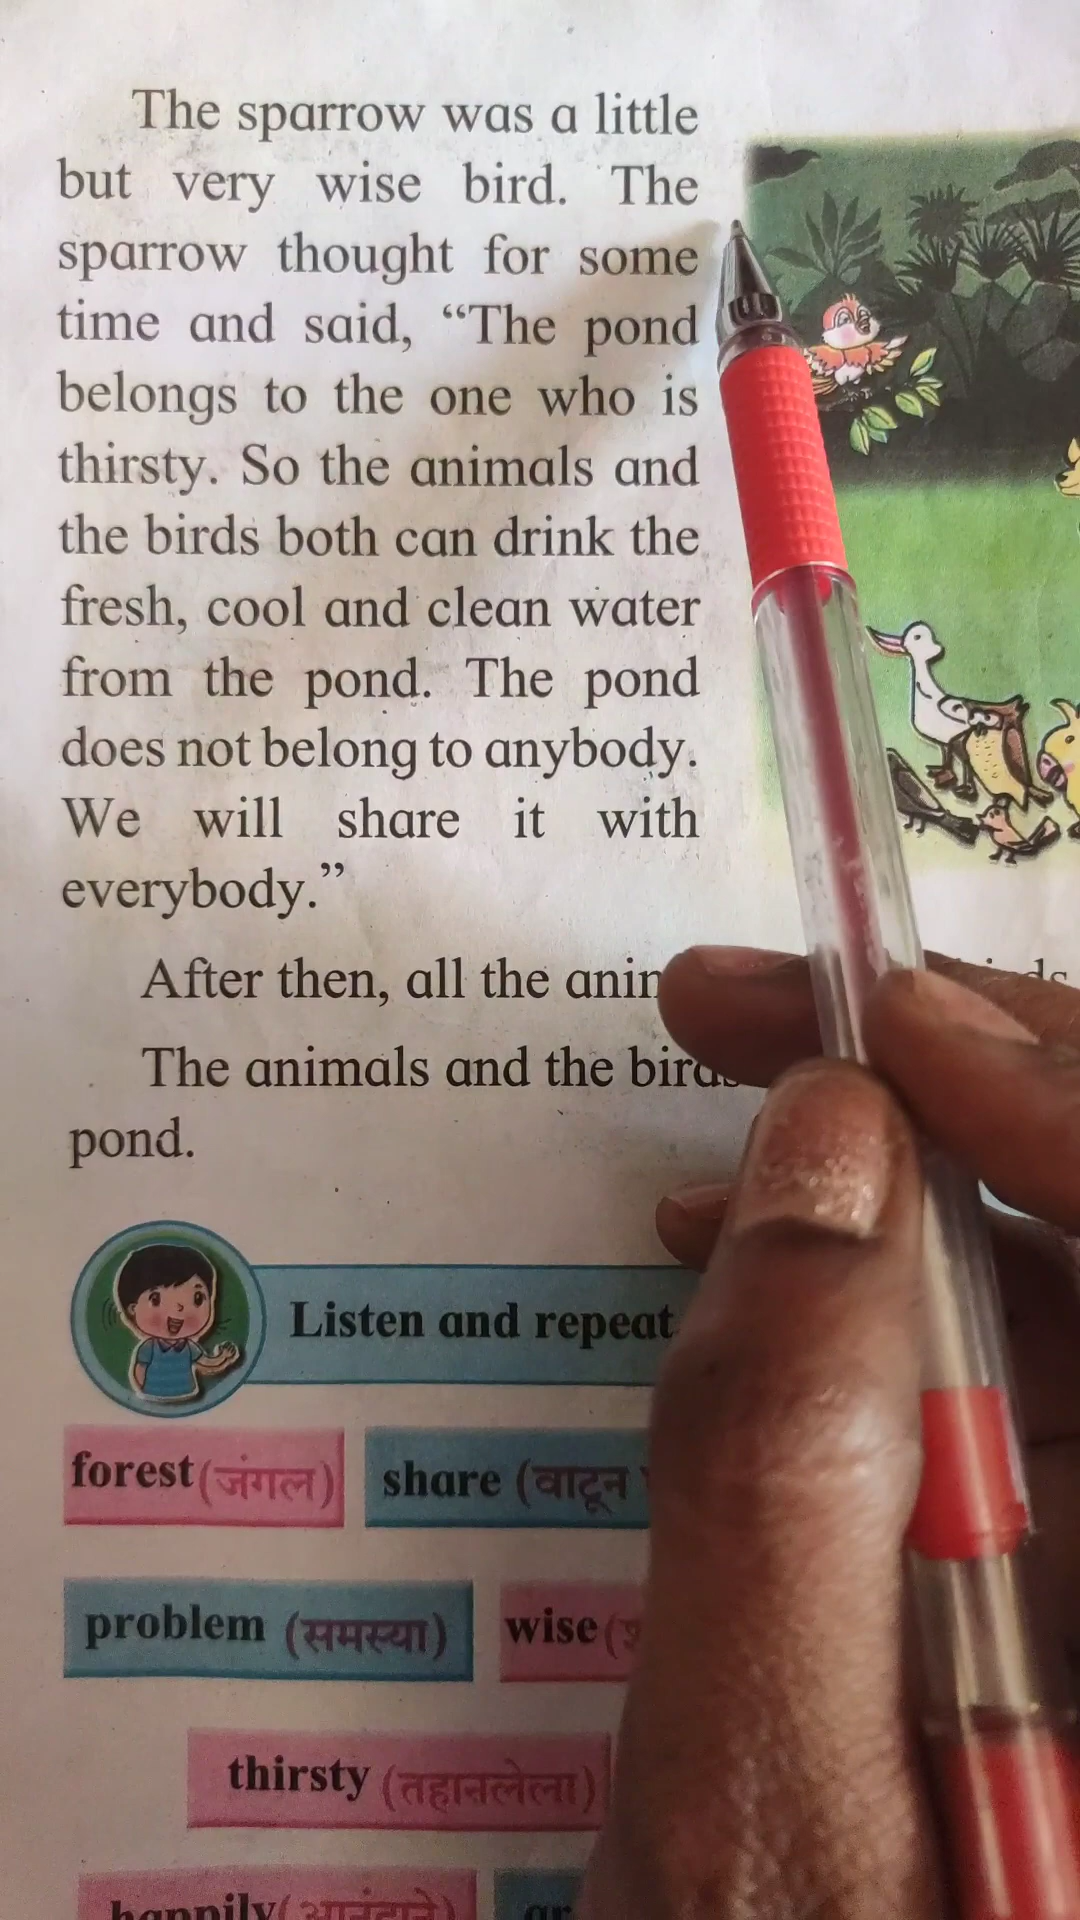 The sparrow was a little
but very wise bird. The
sparrow thought for some
time and said, “The pond
belongs to the one who is
thirsty. So the animals and
the birds both can drink the
fresh, cool and clean water
from the pond. The pond
does not belong to anybody.
We will share it with
everybody.”
After then, all the
The animals and the birds
pond.
Listen and repeat
forest (जंगल) share (वाटून
problem (समस्या) wise
thirsty (तहानलेला)
happily (आनंदाने)